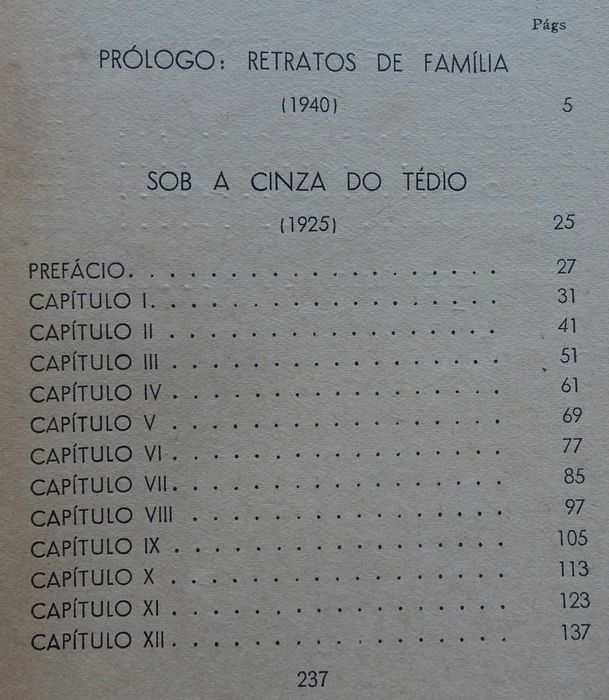 Págs
PRÓLOGO: RETRATOS DE FAMÍLIA
(1940) 5
SOB A CINZA DO TÉDIO
(1925) 25
PREFÁCIO. . . . . . . . . . . . . . . . . . . 27
CAPÍTULO I. . . . . . . . . . . . . . . . . . 31
CAPÍTULO II . . . . . . . . . . . . . . . . . 41
CAPÍTULO III . . . . . . . . . . . . . . . . . 51
CAPÍTULO IV . . . . . . . . . . . . . . . . . 61
CAPÍTULO V . . . . . . . . . . . . . . . . . 69
CAPÍTULO VI . . . . . . . . . . . . . . . . . 77
CAPÍTULO VII. . . . . . . . . . . . . . . . . 85
CAPÍTULO VIII . . . . . . . . . . . . . . . . 97
CAPÍTULO IX . . . . . . . . . . . . . . . . . 105
CAPÍTULO X . . . . . . . . . . . . . . . . . 113
CAPÍTULO XI . . . . . . . . . . . . . . . . . 123
CAPÍTULO XII. . . . . . . . . . . . . . . . . 137
237